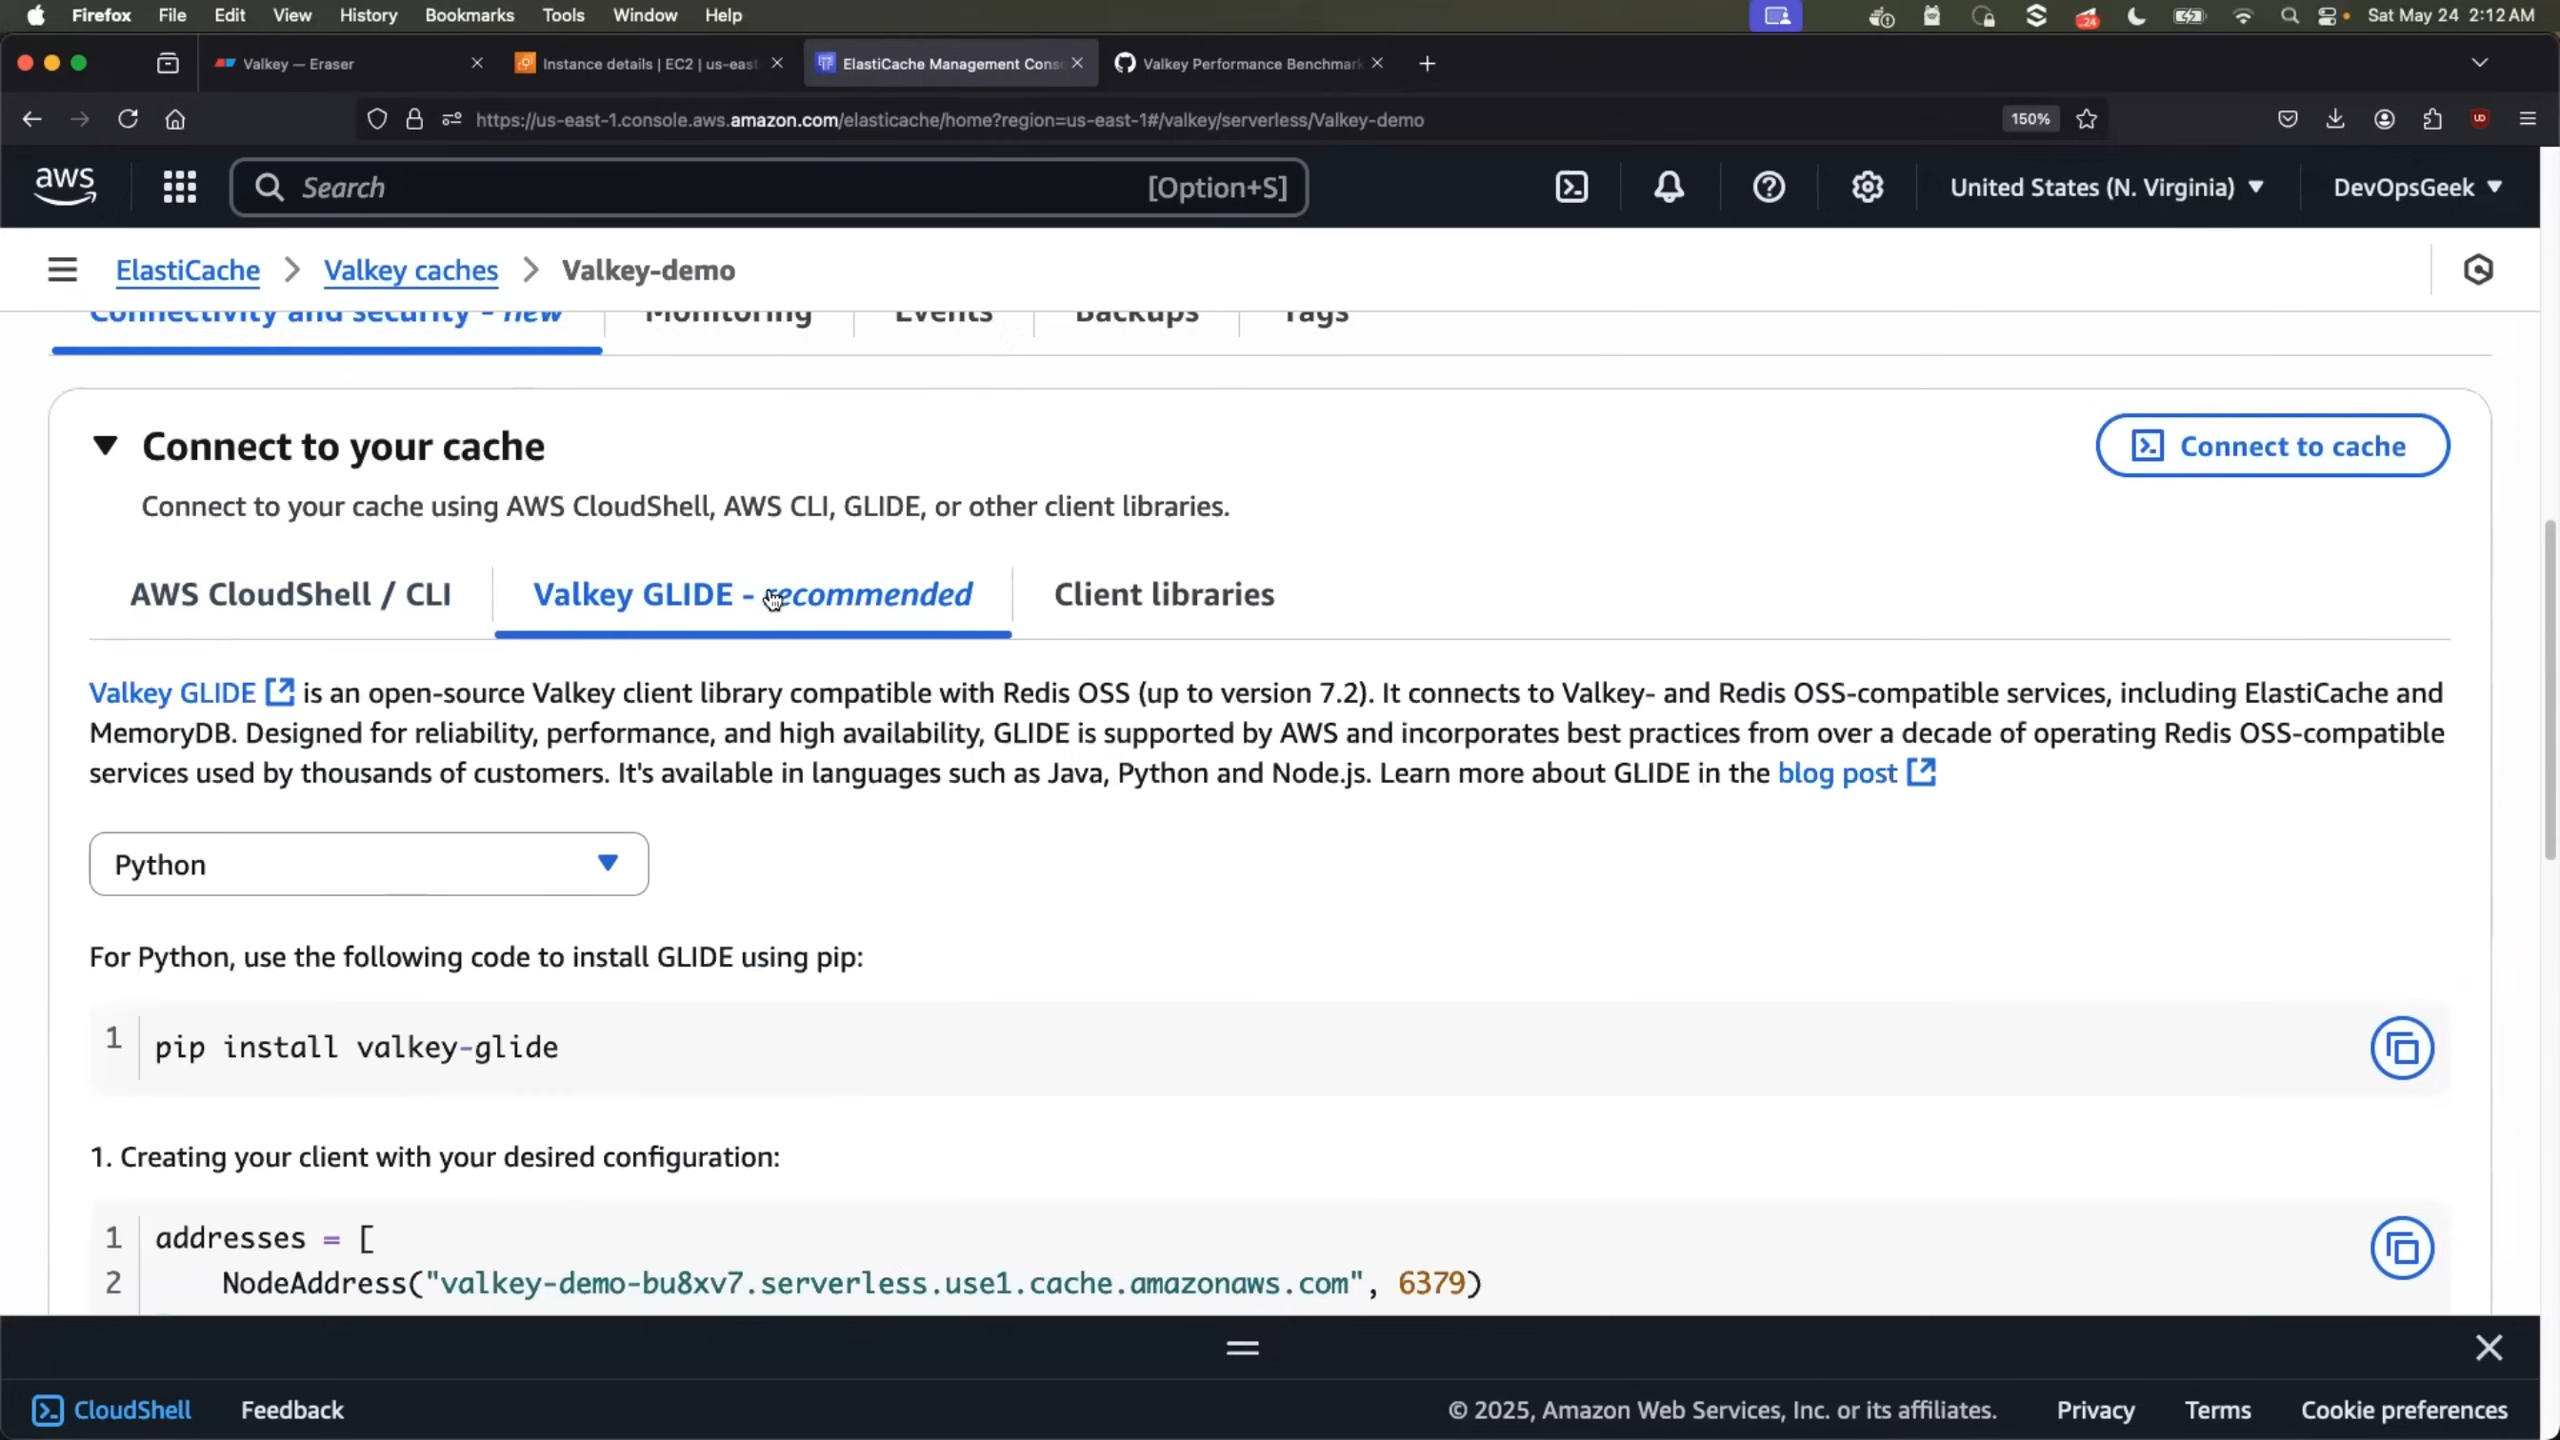 Firefox File Edit View History Bookmarks Tools Window Help
24
Sat May 24 2:12 AM
Valkey — Eraser
Instance details | EC2 | us-east
ElastiCache Management Cons
Valkey Performance Benchmark
https://us-east-1.console.aws.amazon.com/elasticache/home?region=us-east-1#/valkey/serverless/Valkey-demo
150%
aws
Search
[Option+S]
United States (N. Virginia)
DevOpsGeek
ElastiCache > Valkey caches > Valkey-demo
Connectivity and security - new
Monitoring
Events
Backups
Tags
Connect to your cache
Connect to cache
Connect to your cache using AWS CloudShell, AWS CLI, GLIDE, or other client libraries.
AWS CloudShell / CLI
Valkey GLIDE - recommended
Client libraries
Valkey GLIDE is an open-source Valkey client library compatible with Redis OSS (up to version 7.2). It connects to Valkey- and Redis OSS-compatible services, including ElastiCache and
MemoryDB. Designed for reliability, performance, and high availability, GLIDE is supported by AWS and incorporates best practices from over a decade of operating Redis OSS-compatible
services used by thousands of customers. It's available in languages such as Java, Python and Node.js. Learn more about GLIDE in the blog post
Python
For Python, use the following code to install GLIDE using pip:
1 pip install valkey-glide
1. Creating your client with your desired configuration:
1 addresses = [
2 NodeAddress("valkey-demo-bu8xv7.serverless.use1.cache.amazonaws.com", 6379)
CloudShell
Feedback
© 2025, Amazon Web Services, Inc. or its affiliates.
Privacy
Terms
Cookie preferences